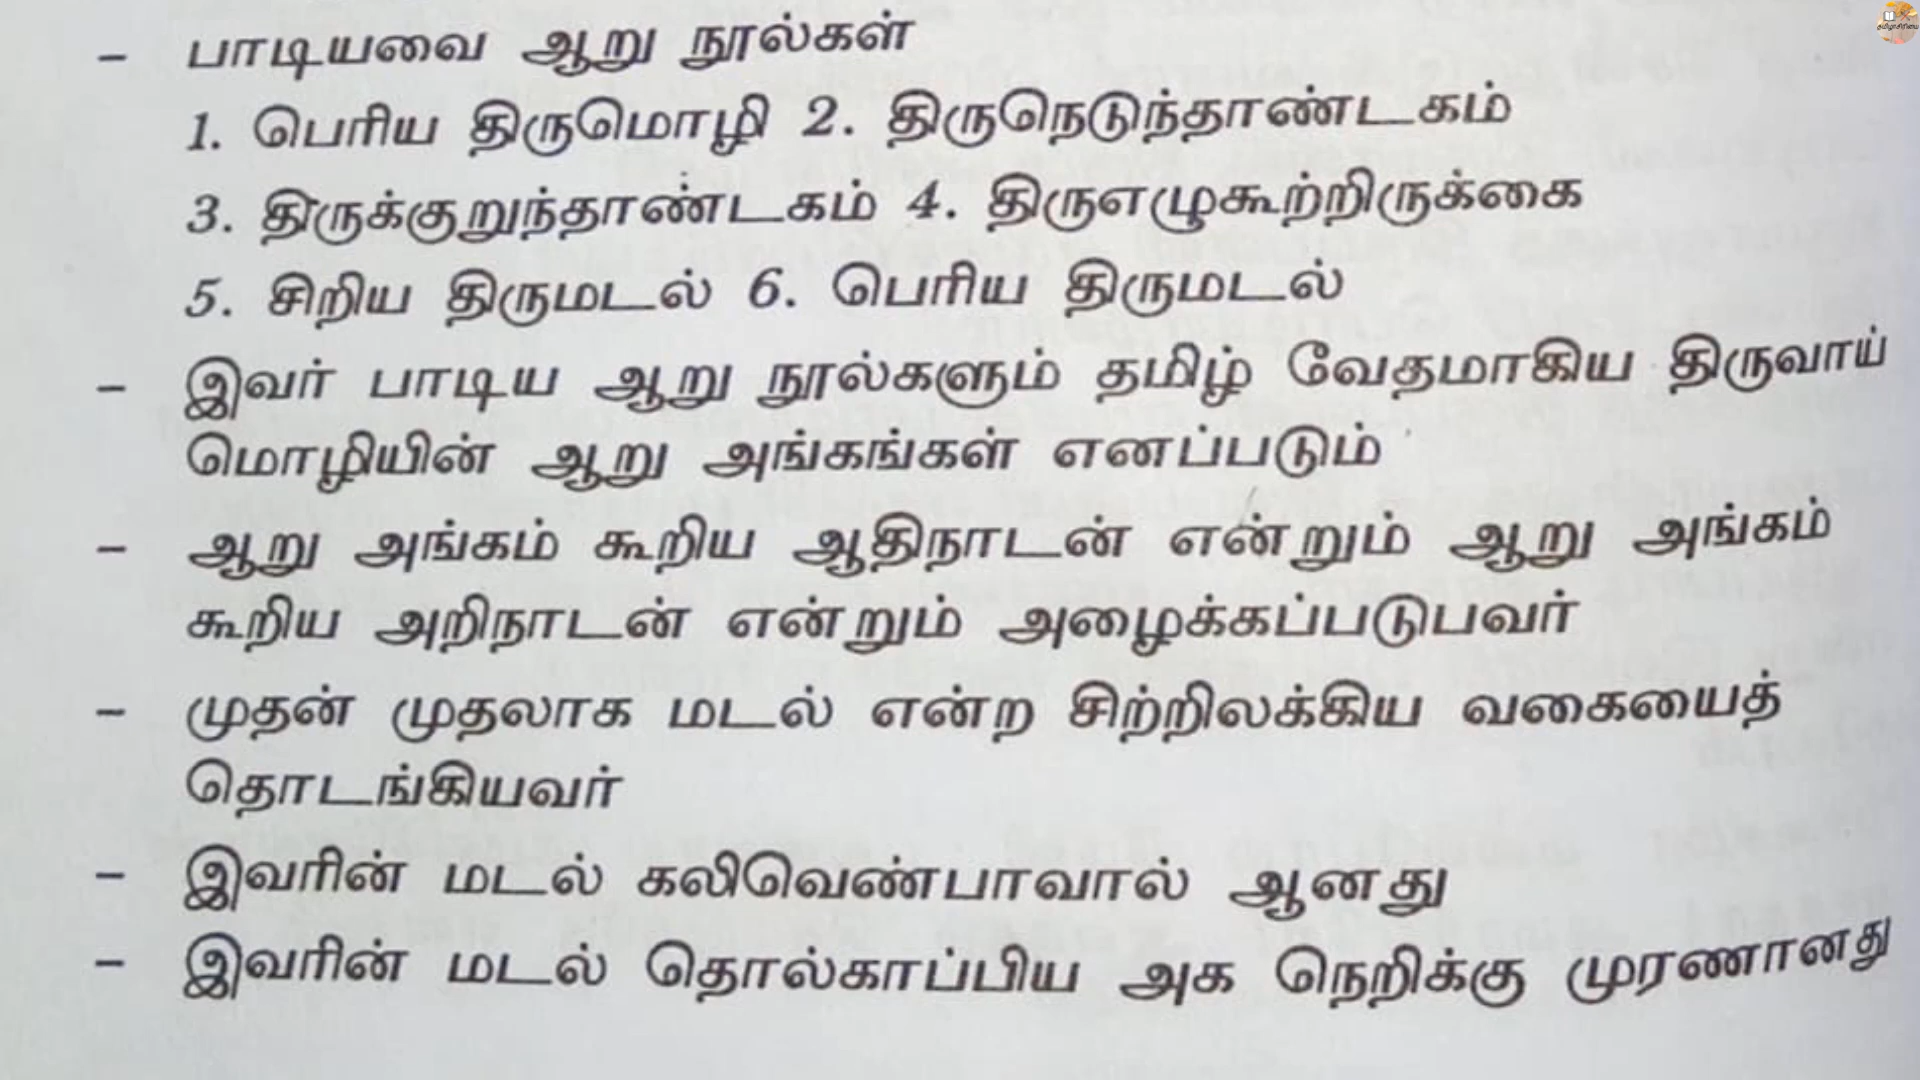 - பாடியவை ஆறு நூல்கள்
1. பெரிய திருமொழி 2. திருநெடுந்தாண்டகம்
3. திருக்குறுந்தாண்டகம் 4. திருஎழுகூற்றிருக்கை
5. சிறிய திருமடல் 6. பெரிய திருமடல்
- இவர் பாடிய ஆறு நூல்களும் தமிழ் வேதமாகிய திருவாய்
மொழியின் ஆறு அங்கங்கள் எனப்படும்
- ஆறு அங்கம் கூறிய ஆதிநாடன் என்றும் ஆறு அங்கம்
கூறிய அறிநாடன் என்றும் அழைக்கப்படுபவர்
- முதன் முதலாக மடல் என்ற சிற்றிலக்கிய வகையைத்
தொடங்கியவர்
- இவரின் மடல் கலிவெண்பாவால் ஆனது
- இவரின் மடல் தொல்காப்பிய அக நெறிக்கு முரணானது